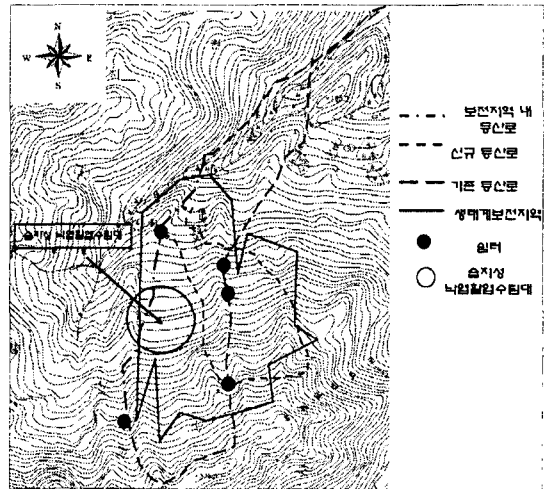 N
W E
S
보전지역 내
등산로
신규 등산로
기존 등산로
생태계보전지역
쉼터
습지성
낙엽활엽수림대
습지성 낙엽활엽수림대